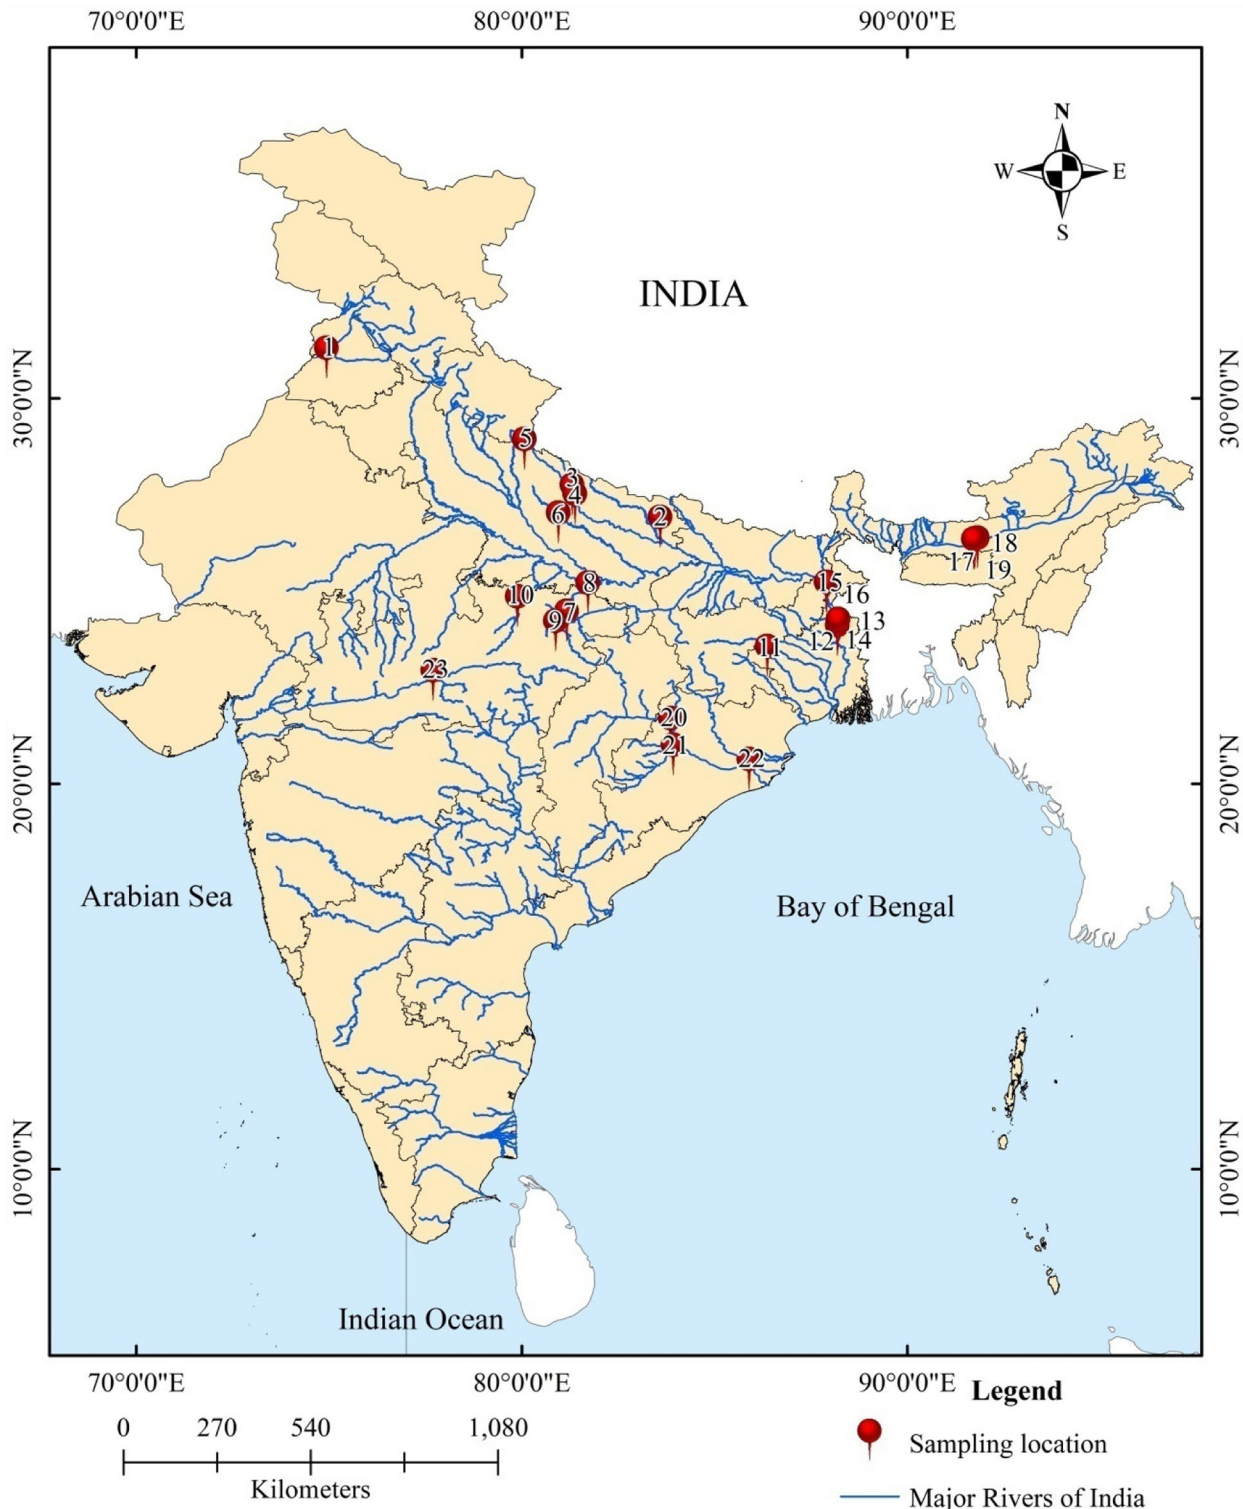 70°0'0"E 80°0'0"E 90°0'0"E
N
W E
S
INDIA
30°0'0"N 30°0'0"N
1
5
3
4
6 2
18
17 19
8 15
10 16
7
9 13
12 14
11
23
20
21
22
20°0'0"N 20°0'0"N
Arabian Sea
Bay of Bengal
10°0'0"N 10°0'0"N
Indian Ocean
70°0'0"E 80°0'0"E 90°0'0"E
Legend
0 270 540 1,080
Sampling location
Kilometers
Major Rivers of India